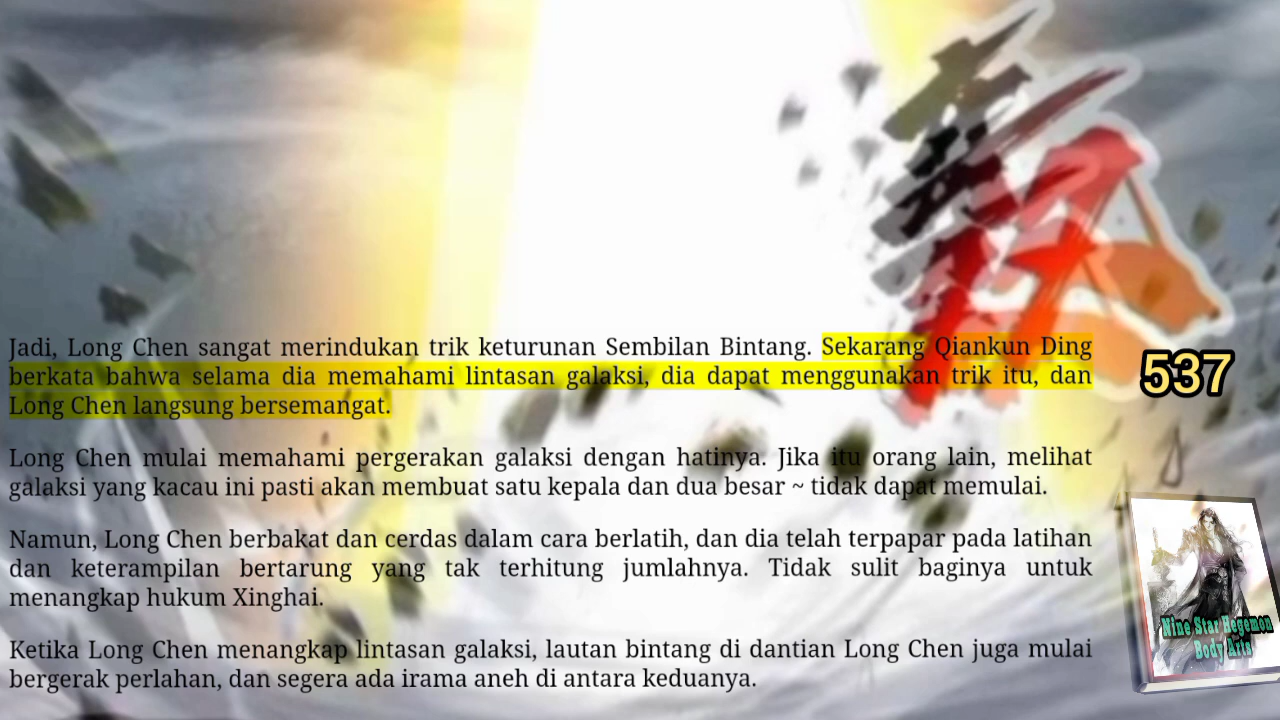 Jadi, Long Chen sangat merindukan trik keturunan Sembilan Bintang. Sekarang Qiankun Ding
berkata bahwa selama dia memahami lintasan galaksi, dia dapat menggunakan trik itu, dan
Long Chen langsung bersemangat.
Long Chen mulai memahami pergerakan galaksi dengan hatinya. Jika itu orang lain, melihat
galaksi yang kacau ini pasti akan membuat satu kepala dan dua besar ~ tidak dapat memulai.
Namun, Long Chen berbakat dan cerdas dalam cara berlatih, dan dia telah terpapar pada latihan
dan keterampilan bertarung yang tak terhitung jumlahnya. Tidak sulit baginya untuk
menangkap hukum Xinghai.
Ketika Long Chen menangkap lintasan galaksi, lautan bintang di dantian Long Chen juga mulai
bergerak perlahan, dan segera ada irama aneh di antara keduanya.
537
Nine Star Hegemon
Body Arts